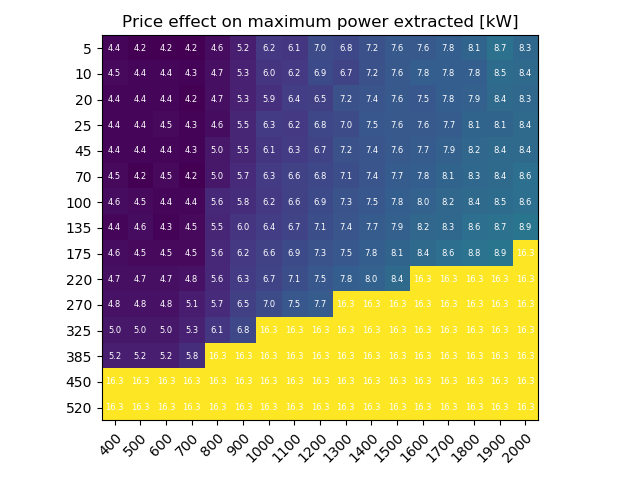 Price effect on maximum power extracted [kW]
5 4.4 4.2 4.2 4.2 4.6 5.2 6.2 6.1 7.0 6.8 7.2 7.6 7.6 7.8 8.1 8.7 8.3
10 4.5 4.4 4.4 4.3 4.7 5.3 6.0 6.2 6.9 6.7 7.2 7.6 7.8 7.8 7.8 8.5 8.4
20 4.4 4.4 4.4 4.2 4.7 5.3 5.9 6.4 6.5 7.2 7.4 7.6 7.5 7.8 7.9 8.4 8.3
25 4.4 4.4 4.5 4.3 4.6 5.5 6.3 6.2 6.8 7.0 7.5 7.6 7.6 7.7 8.1 8.1 8.4
45 4.4 4.4 4.4 4.3 5.0 5.5 6.1 6.3 6.7 7.2 7.4 7.6 7.7 7.9 8.2 8.4 8.4
70 4.5 4.2 4.5 4.2 5.0 5.7 6.3 6.6 6.8 7.1 7.4 7.7 7.8 8.1 8.3 8.4 8.6
100 4.6 4.5 4.4 4.4 5.6 5.8 6.2 6.6 6.9 7.3 7.5 7.8 8.0 8.2 8.4 8.5 8.6
135 4.4 4.6 4.3 4.5 5.5 6.0 6.4 6.7 7.1 7.4 7.7 7.9 8.2 8.3 8.6 8.7 8.9
175 4.6 4.5 4.5 4.5 5.6 6.2 6.6 6.9 7.3 7.5 7.8 8.1 8.4 8.6 8.8 8.9 16.3
220 4.7 4.7 4.7 4.8 5.6 6.3 6.7 7.1 7.5 7.8 8.0 8.4 16.3 16.3 16.3 16.3 16.3
270 4.8 4.8 4.8 5.1 5.7 6.5 7.0 7.5 7.7 16.3 16.3 16.3 16.3 16.3 16.3 16.3 16.3
325 5.0 5.0 5.0 5.3 6.1 6.8 16.3 16.3 16.3 16.3 16.3 16.3 16.3 16.3 16.3 16.3 16.3
385 5.2 5.2 5.2 5.8 16.3 16.3 16.3 16.3 16.3 16.3 16.3 16.3 16.3 16.3 16.3 16.3 16.3
450 16.3 16.3 16.3 16.3 16.3 16.3 16.3 16.3 16.3 16.3 16.3 16.3 16.3 16.3 16.3 16.3 16.3
520 16.3 16.3 16.3 16.3 16.3 16.3 16.3 16.3 16.3 16.3 16.3 16.3 16.3 16.3 16.3 16.3 16.3
400 500 600 700 800 900 1000 1100 1200 1300 1400 1500 1600 1700 1800 1900 2000